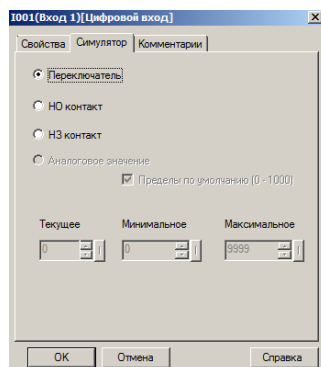 I001(Вход 1)[Цифровой вход]
Свойства Симулятор Комментарии
Переключатель
НО контакт
НЗ контакт
Аналоговое значение
Пределы по умолчанию (0 - 1000)
Текущее Минимальное Максимальное
0 0 9999
OK Отмена Справка